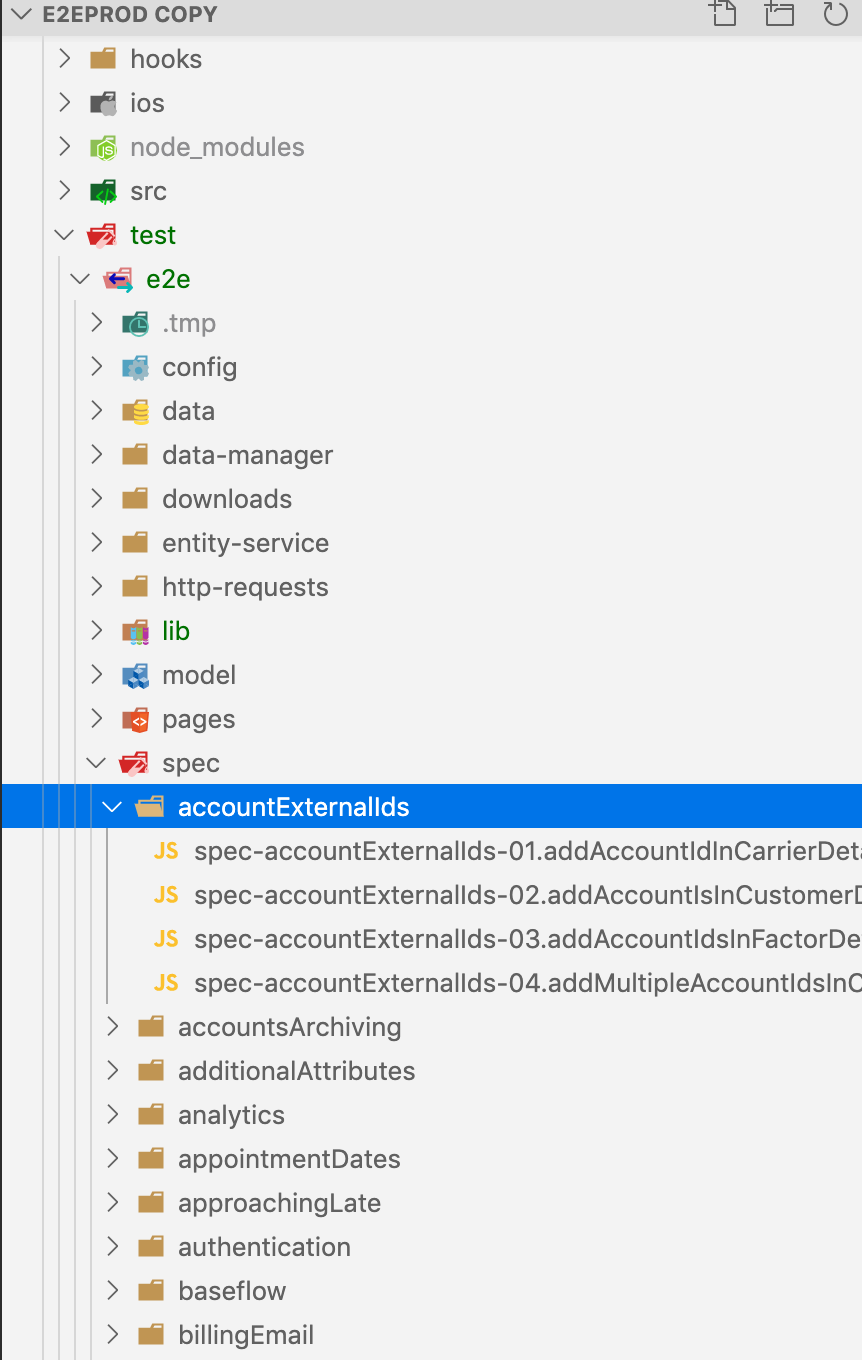 E2EPROD COPY
hooks
ios
node_modules
src
test
e2e
.tmp
config
data
data-manager
downloads
entity-service
http-requests
lib
model
pages
spec
accountExternalIds
JS spec-accountExternalIds-01.addAccountIdInCarrierDeta
JS spec-accountExternalIds-02.addAccountIsInCustomerD
JS spec-accountExternalIds-03.addAccountIdsInFactorDe
JS spec-accountExternalIds-04.addMultipleAccountIdsInC
accountsArchiving
additionalAttributes
analytics
appointmentDates
approachingLate
authentication
baseflow
billingEmail